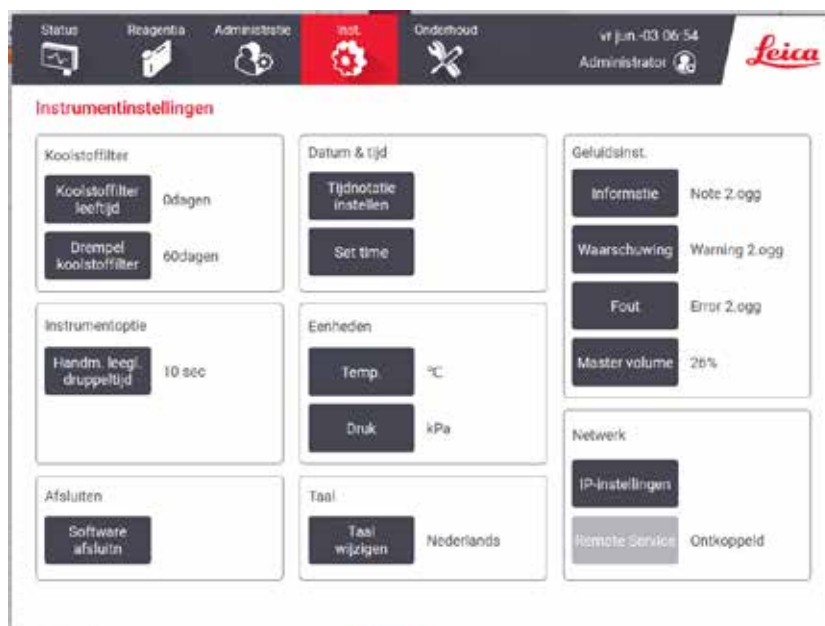 Status
Reagentia
Administratie
Inst.
Onderhoud
vr jun.-03 06:54
Administrator
Leica
Instrumentinstellingen
Koolstoffilter
Koolstoffilter
leeftijd
0dagen
Drempel
koolstoffilter
60dagen
Datum & tijd
Tijdnotatie
instellen
Set time
Geluidsinst.
Informatie
Note 2.ogg
Waarschuwing
Warning 2.ogg
Fout
Error 2.ogg
Master volume
26%
Instrumentoptie
Handm. leegl.
druppeltijd
10 sec
Eenheden
Temp.
°C
Druk
kPa
Netwerk
IP-instellingen
Remote Service
Ontkoppeld
Afsluiten
Software
afsluitn
Taal
Taal
wijzigen
Nederlands